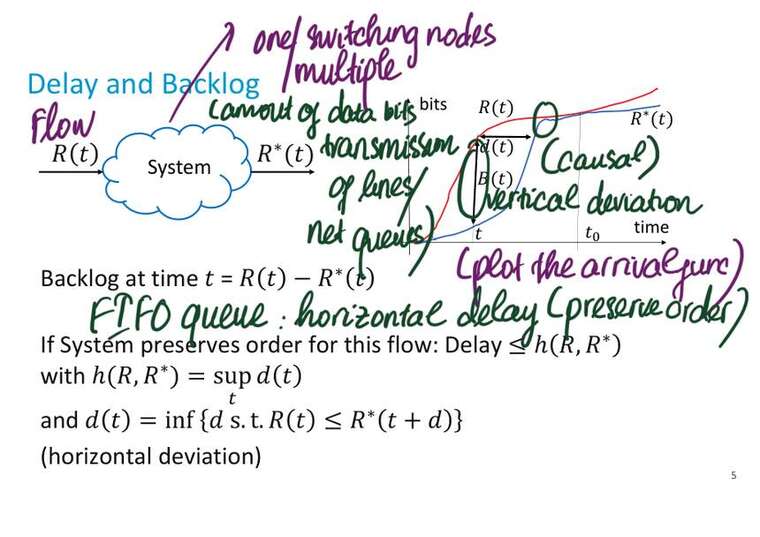 one/switching nodes
/multiple
Delay and Backlog
Flow
(amout of data bits
transmission
of lines/
net queues)
R(t)
System
R*(t)
bits
R(t)
R*(t)
d(t)
B(t)
(causal)
vertical deviation
t
t₀
time
(plot the arrival func)
Backlog at time t = R(t) − R*(t)
FIFO queue : horizontal delay (preserve order)
If System preserves order for this flow: Delay ≤ h(R, R*)
with h(R, R*) = sup d(t)
t
and d(t) = inf{d s.t. R(t) ≤ R*(t + d)}
(horizontal deviation)
5